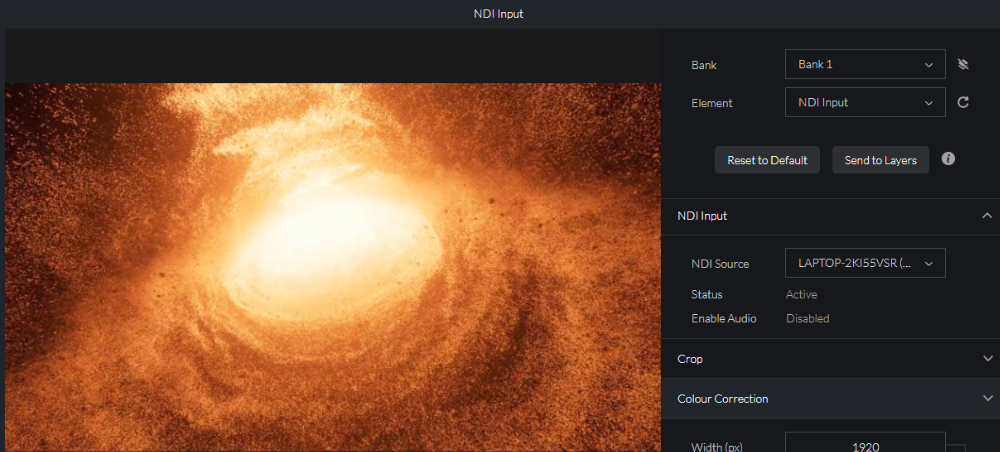 NDI Input
Bank
Bank 1
Element
NDI Input
Reset to Default
Send to Layers
i
NDI Input
NDI Source
LAPTOP-2KI55VSR (...
Status
Active
Enable Audio
Disabled
Crop
Colour Correction
Width (px)
1920